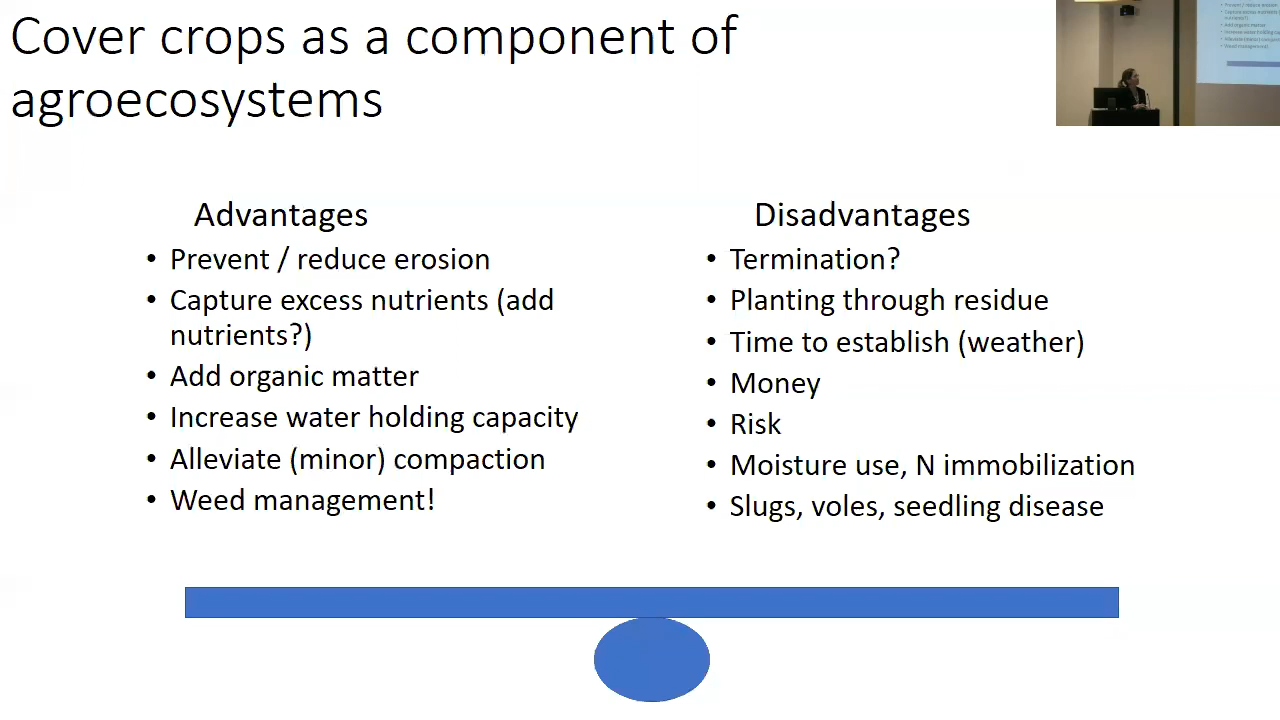 Cover crops as a component of
agroecosystems
Advantages
• Prevent / reduce erosion
• Capture excess nutrients (add
nutrients?)
• Add organic matter
• Increase water holding capacity
• Alleviate (minor) compaction
• Weed management!
Disadvantages
• Termination?
• Planting through residue
• Time to establish (weather)
• Money
• Risk
• Moisture use, N immobilization
• Slugs, voles, seedling disease